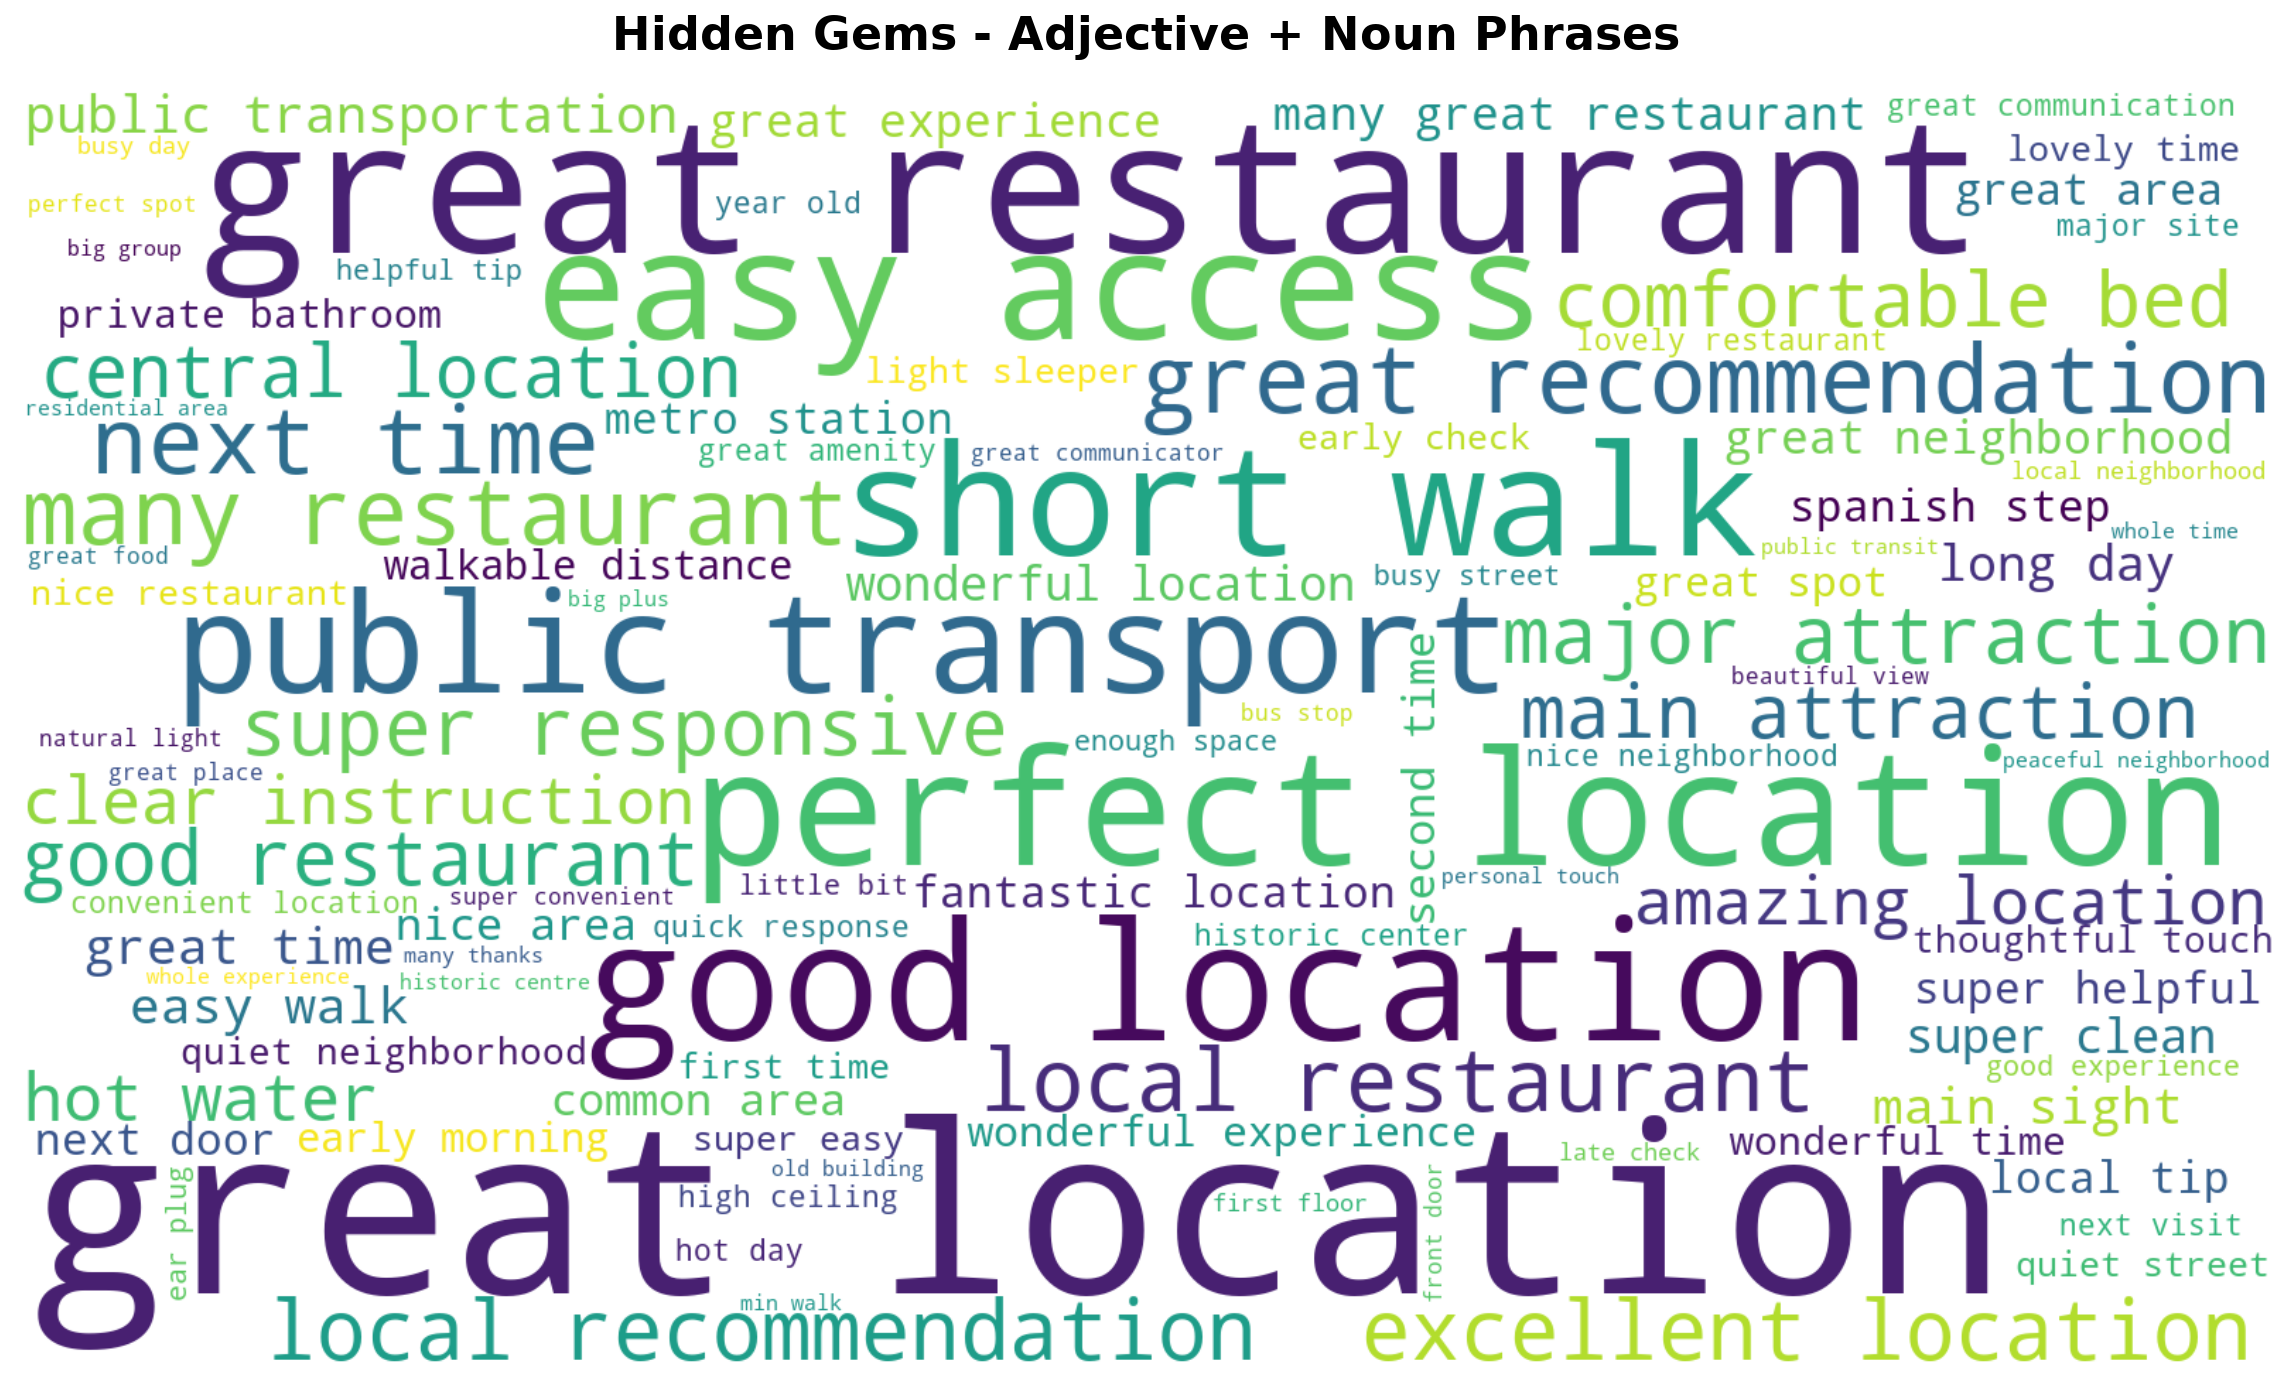 Hidden Gems - Adjective + Noun Phrases
public transportation
great experience
many great restaurant
great communication
busy day
lovely time
great restaurant
perfect spot
year old
great area
major site
big group
helpful tip
easy access
comfortable bed
private bathroom
lovely restaurant
central location
light sleeper
great recommendation
residential area
next time
metro station
great amenity
great communicator
early check
great neighborhood
local neighborhood
many restaurant
short walk
spanish step
whole time
great food
walkable distance
public transit
long day
nice restaurant
big plus
wonderful location
busy street
great spot
public transport
major attraction
second time
beautiful view
main attraction
super responsive
bus stop
natural light
enough space
nice neighborhood
peaceful neighborhood
great place
clear instruction
perfect location
good restaurant
convenient location
super convenient
little bit
fantastic location
personal touch
amazing location
nice area
quick response
historic center
thoughtful touch
great time
many thanks
whole experience
historic centre
good location
super helpful
easy walk
super clean
quiet neighborhood
first time
local restaurant
good experience
hot water
common area
main sight
next door
early morning
super easy
wonderful experience
late check
wonderful time
old building
great location
local tip
ear plug
high ceiling
first floor
front door
next visit
hot day
quiet street
min walk
local recommendation
excellent location